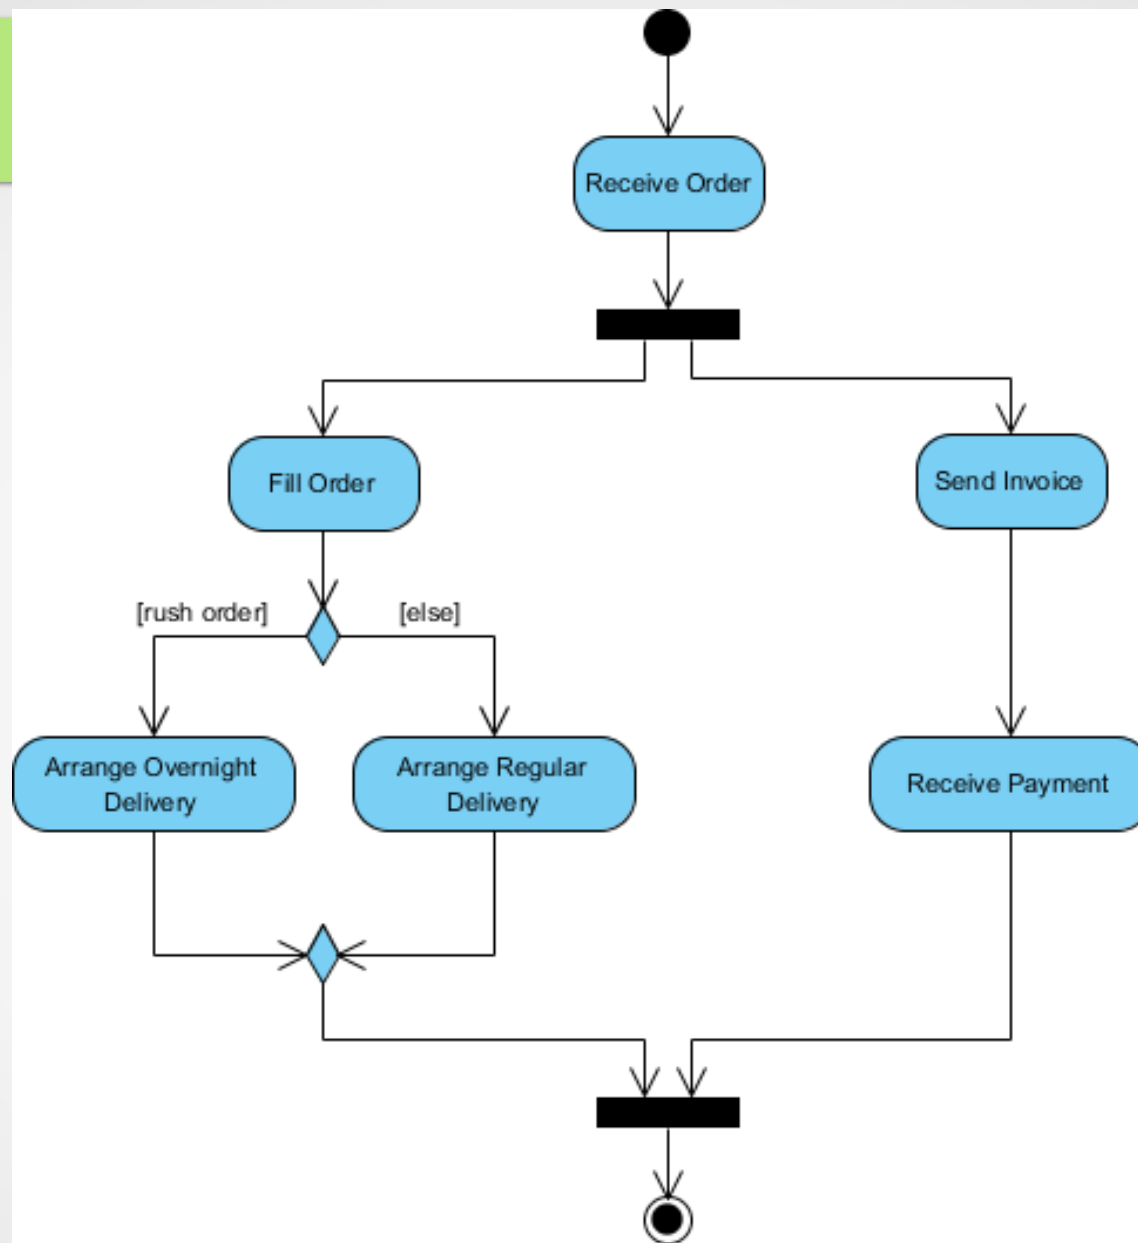 Receive Order
Fill Order
Send Invoice
[rush order]
[else]
Arrange Overnight
Delivery
Arrange Regular
Delivery
Receive Payment